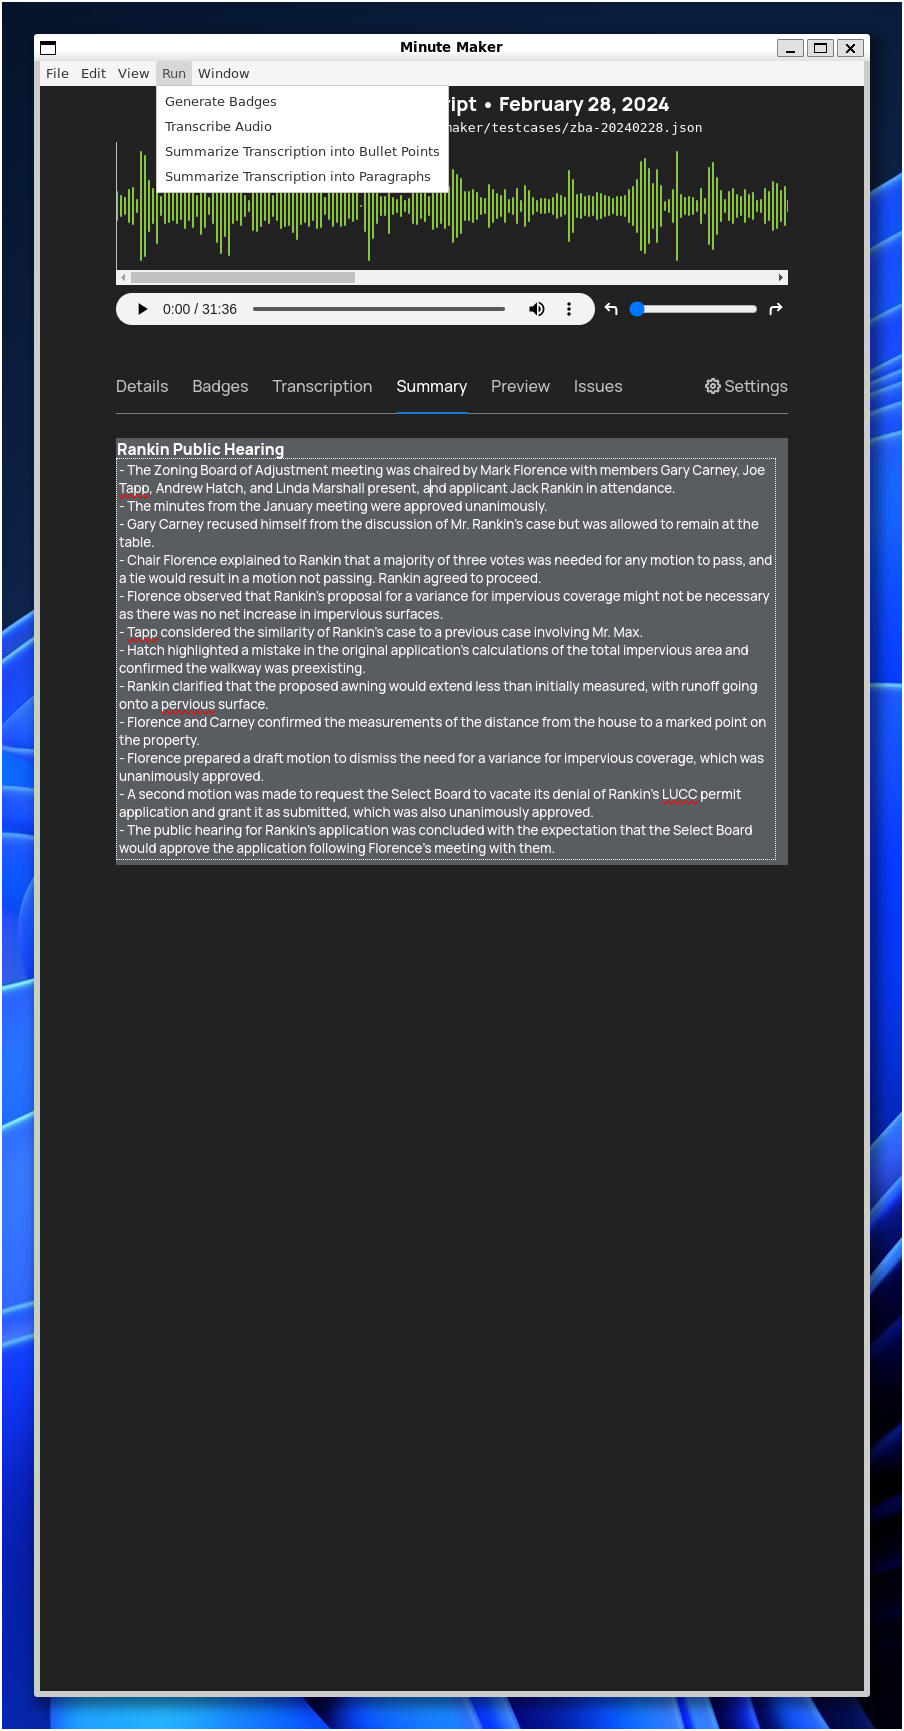 Minute Maker
File Edit View Run Window
Generate Badges
Transcribe Audio
Summarize Transcription into Bullet Points
Summarize Transcription into Paragraphs
• February 28, 2024
/testcases/zba-20240228.json
0:00 / 31:36
Details Badges Transcription Summary Preview Issues Settings
Rankin Public Hearing
- The Zoning Board of Adjustment meeting was chaired by Mark Florence with members Gary Carney, Joe
Tapp, Andrew Hatch, and Linda Marshall present, and applicant Jack Rankin in attendance.
- The minutes from the January meeting were approved unanimously.
- Gary Carney recused himself from the discussion of Mr. Rankin's case but was allowed to remain at the
table.
- Chair Florence explained to Rankin that a majority of three votes was needed for any motion to pass, and
a tie would result in a motion not passing. Rankin agreed to proceed.
- Florence observed that Rankin's proposal for a variance for impervious coverage might not be necessary
as there was no net increase in impervious surfaces.
- Tapp considered the similarity of Rankin's case to a previous case involving Mr. Max.
- Hatch highlighted a mistake in the original application's calculations of the total impervious area and
confirmed the walkway was preexisting.
- Rankin clarified that the proposed awning would extend less than initially measured, with runoff going
onto a pervious surface.
- Florence and Carney confirmed the measurements of the distance from the house to a marked point on
the property.
- Florence prepared a draft motion to dismiss the need for a variance for impervious coverage, which was
unanimously approved.
- A second motion was made to request the Select Board to vacate its denial of Rankin's LUCC permit
application and grant it as submitted, which was also unanimously approved.
- The public hearing for Rankin's application was concluded with the expectation that the Select Board
would approve the application following Florence's meeting with them.